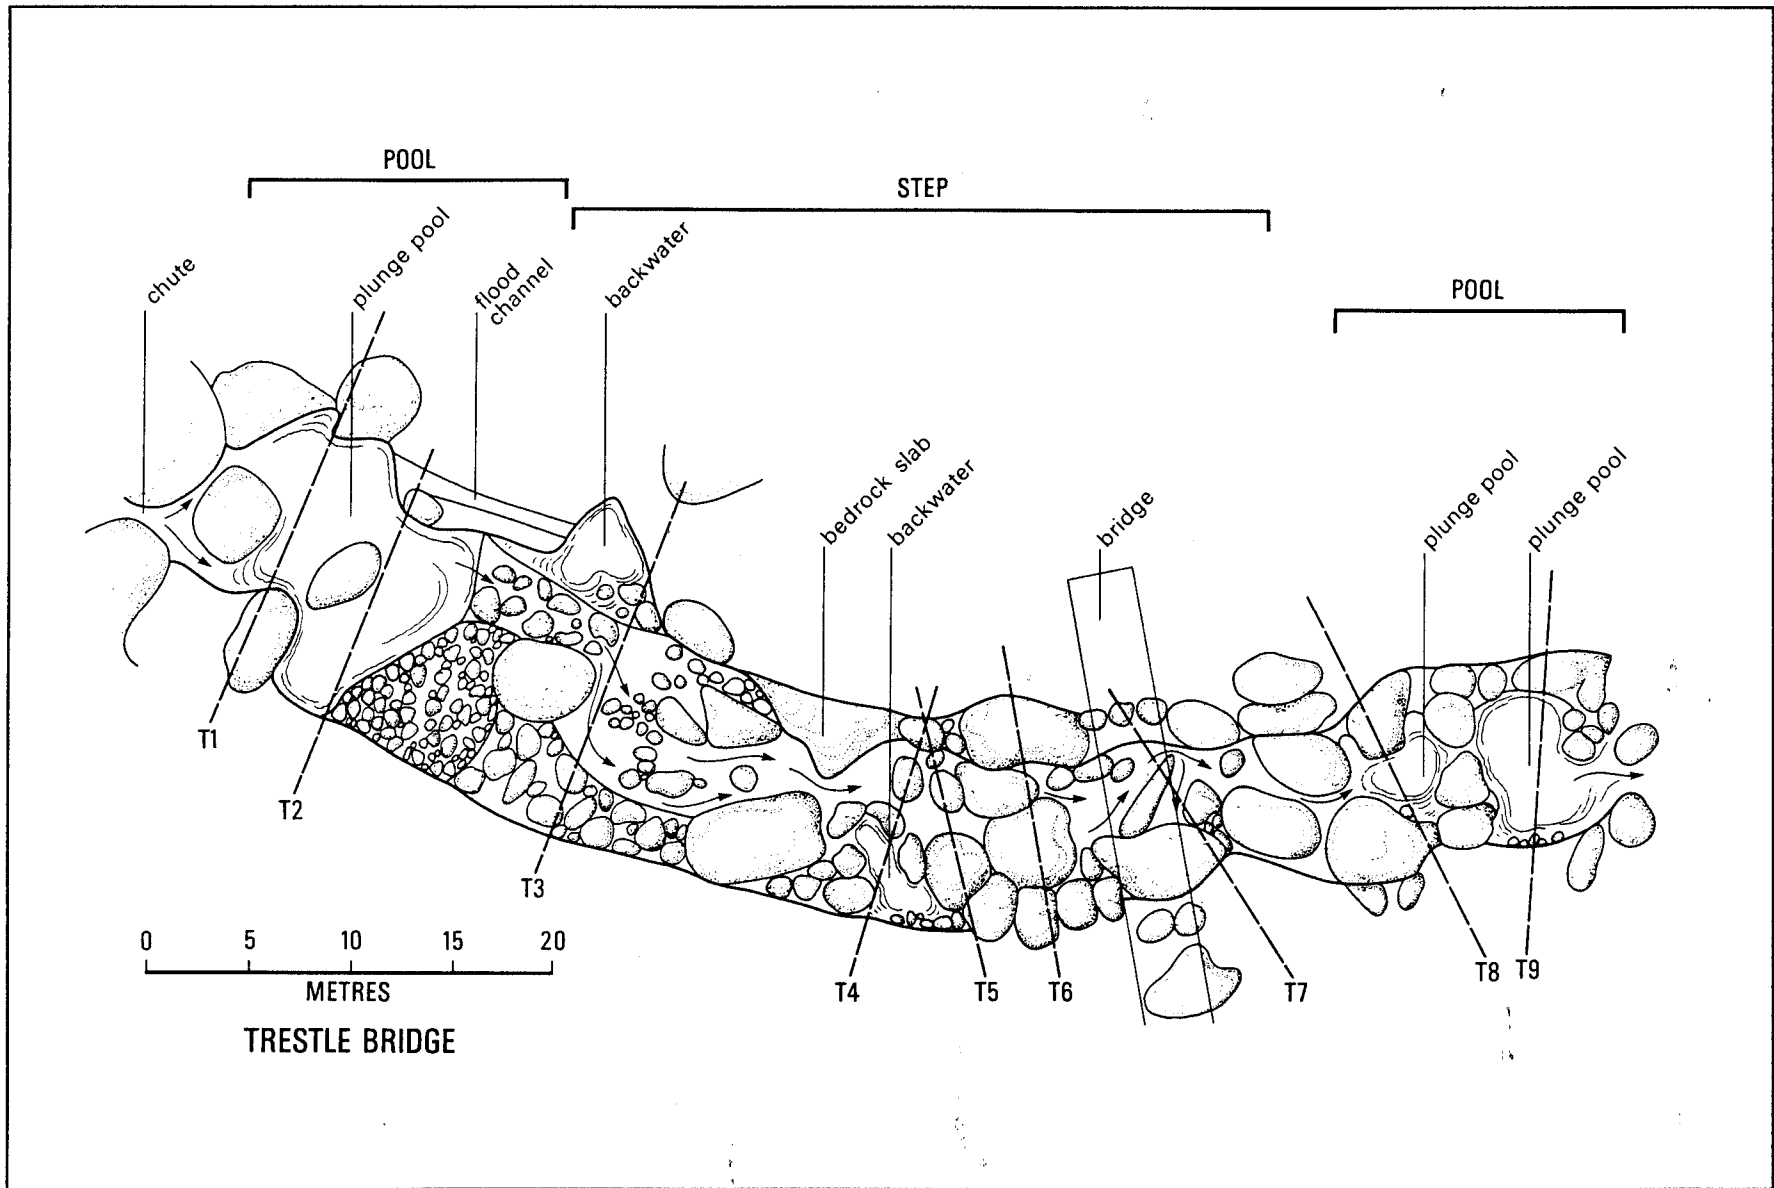 POOL
STEP
POOL
chute
plunge pool
flood
channel
backwater
bedrock slab
backwater
bridge
plunge pool
plunge pool
T1
T2
T3
T4
T5
T6
T7
T8
T9
0 5 10 15 20
METRES
TRESTLE BRIDGE